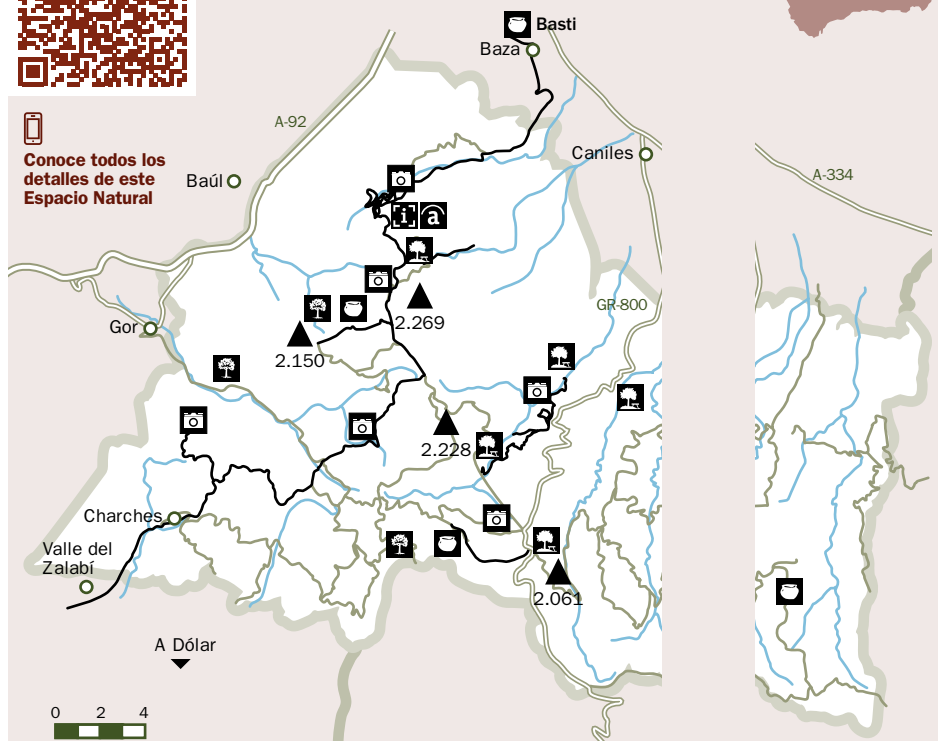 Basti
Baza
A-92
Conoce todos los
detalles de este
Espacio Natural
Caniles
A-334
Baúl
i a
GR-800
2.269
Gor
2.150
2.228
Charches
Valle del
Zalabí
2.061
A Dólar
0 2 4